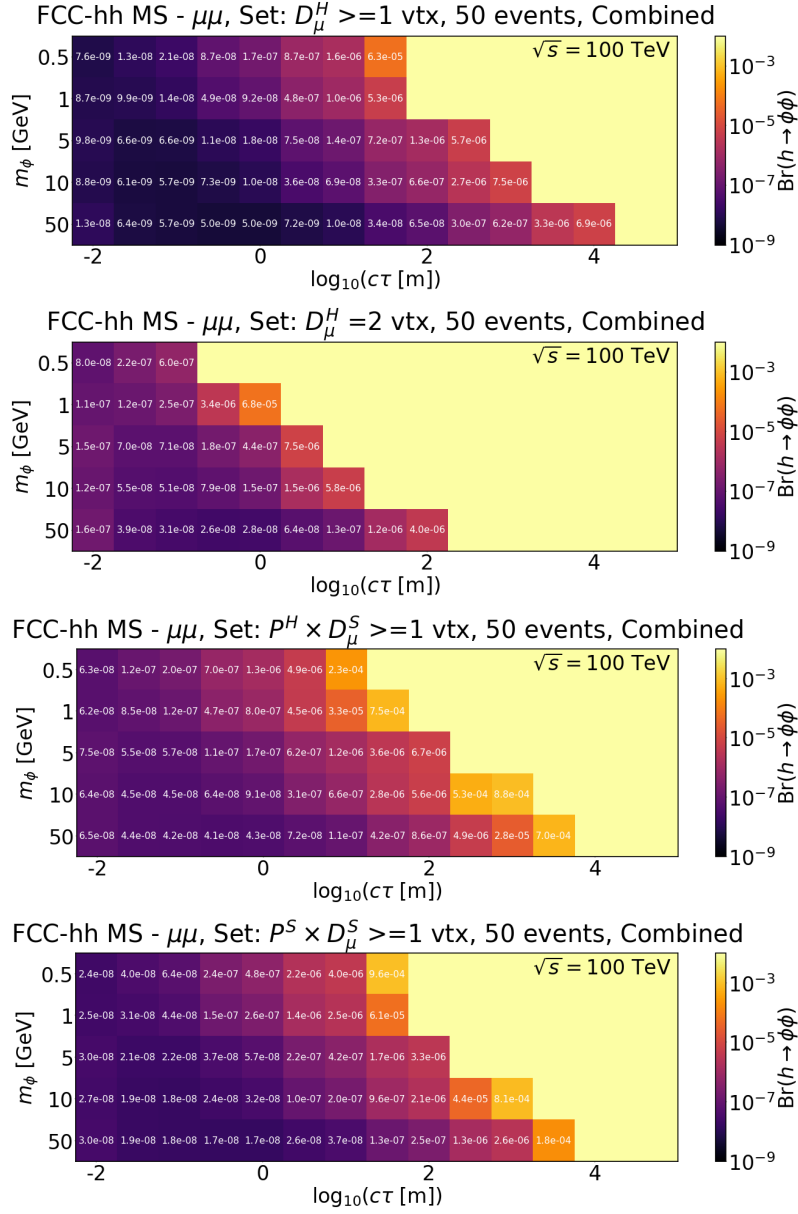 FCC-hh MS - μμ, Set: D_μ^H >=1 vtx, 50 events, Combined
√s = 100 TeV
0.5 7.6e-09 1.3e-08 2.1e-08 8.7e-08 1.7e-07 8.7e-07 1.6e-06 6.3e-05
1 8.7e-09 9.9e-09 1.4e-08 4.9e-08 9.2e-08 4.8e-07 1.0e-06 5.3e-06
5 9.8e-09 6.6e-09 6.6e-09 1.1e-08 1.8e-08 7.5e-08 1.4e-07 7.2e-07 1.3e-06 5.7e-06
10 8.8e-09 6.1e-09 5.7e-09 7.3e-09 1.0e-08 3.6e-08 6.9e-08 3.3e-07 6.6e-07 2.7e-06 7.5e-06
50 1.3e-08 6.4e-09 5.7e-09 5.0e-09 7.2e-09 1.0e-08 3.4e-08 6.5e-08 3.0e-07 6.2e-07 3.3e-06 6.9e-06
m_ϕ [GeV]
-2 0 2 4
log₁₀(cτ [m])
10⁻³
10⁻⁵
10⁻⁷
10⁻⁹
Br(h→ϕϕ)
FCC-hh MS - μμ, Set: D_μ^H =2 vtx, 50 events, Combined
√s = 100 TeV
0.5 8.0e-08 2.2e-07 6.0e-07
1 1.1e-07 1.2e-07 2.5e-07 3.4e-06 6.8e-05
5 1.5e-07 7.0e-08 7.1e-08 1.8e-07 4.4e-07 7.5e-06
10 1.2e-07 5.5e-08 5.1e-08 7.9e-08 1.5e-07 1.5e-06 5.8e-06
50 1.6e-07 3.9e-08 3.1e-08 2.6e-08 2.8e-08 6.4e-08 1.3e-07 1.2e-06 4.0e-06
m_ϕ [GeV]
-2 0 2 4
log₁₀(cτ [m])
10⁻³
10⁻⁵
10⁻⁷
10⁻⁹
Br(h→ϕϕ)
FCC-hh MS - μμ, Set: P^H × D_μ^S >=1 vtx, 50 events, Combined
√s = 100 TeV
0.5 6.3e-08 1.2e-07 2.0e-07 7.0e-07 1.3e-06 4.9e-06 2.3e-04
1 6.2e-08 8.5e-08 1.2e-07 4.7e-07 8.0e-07 4.5e-06 3.3e-05 7.5e-04
5 7.5e-08 5.5e-08 5.7e-08 1.1e-07 1.7e-07 6.2e-07 1.2e-06 3.6e-06 6.7e-06
10 6.4e-08 4.5e-08 4.5e-08 6.4e-08 9.1e-08 3.1e-07 6.6e-07 2.8e-06 5.6e-06 5.3e-04 8.8e-04
50 6.5e-08 4.4e-08 4.2e-08 4.1e-08 4.3e-08 7.2e-08 1.1e-07 4.2e-07 8.6e-07 4.9e-06 2.8e-05 7.0e-04
m_ϕ [GeV]
-2 0 2 4
log₁₀(cτ [m])
10⁻³
10⁻⁵
10⁻⁷
10⁻⁹
Br(h→ϕϕ)
FCC-hh MS - μμ, Set: P^S × D_μ^S >=1 vtx, 50 events, Combined
√s = 100 TeV
0.5 2.4e-08 4.0e-08 6.4e-08 2.4e-07 4.8e-07 2.2e-06 4.0e-06 9.6e-04
1 2.5e-08 3.1e-08 4.4e-08 1.5e-07 2.6e-07 1.4e-06 2.5e-06 6.1e-05
5 3.0e-08 2.1e-08 2.2e-08 3.7e-08 5.7e-08 2.2e-07 4.2e-07 1.7e-06 3.3e-06
10 2.7e-08 1.9e-08 1.8e-08 2.4e-08 3.2e-08 1.0e-07 2.0e-07 9.6e-07 2.1e-06 4.4e-05 8.1e-04
50 3.0e-08 1.9e-08 1.8e-08 1.7e-08 1.7e-08 2.6e-08 3.7e-08 1.3e-07 2.5e-07 1.3e-06 2.6e-06 1.8e-04
m_ϕ [GeV]
-2 0 2 4
log₁₀(cτ [m])
10⁻³
10⁻⁵
10⁻⁷
10⁻⁹
Br(h→ϕϕ)